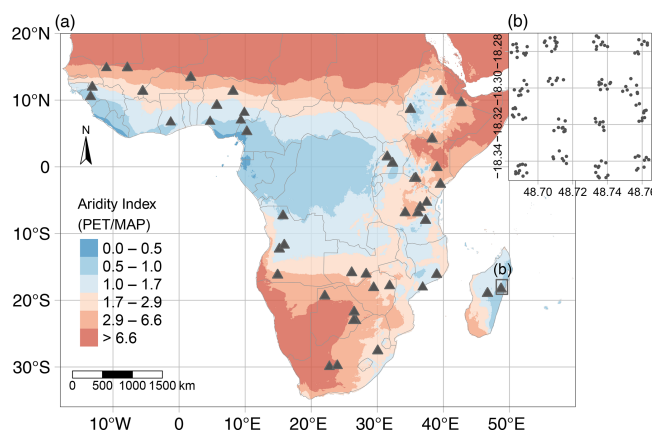 (a)
(b)
20°N
10°N
0
10°S
20°S
30°S
N
Aridity Index
(PET/MAP)
0.0 – 0.5
0.5 – 1.0
1.0 – 1.7
1.7 – 2.9
2.9 – 6.6
> 6.6
0 500 1000 1500 km
(b)
10°W 0 10°E 20°E 30°E 40°E 50°E
−18.28
−18.30
−18.32
−18.34
48.70 48.72 48.74 48.76